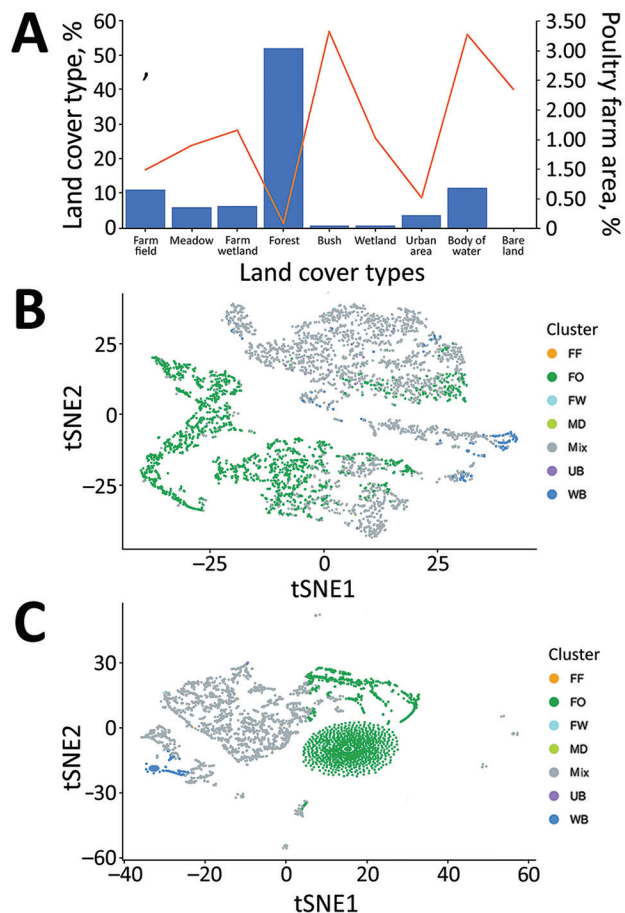 A
Land cover type, %
60
50
40
30
20
10
0
,
3.50
3.00
2.50
2.00
1.00
1.50
0.50
0
Poultry farm area, %
Farm field
Meadow
Farm wetland
Forest
Bush
Wetland
Urban area
Body of water
Bare land
Land cover types
B
tSNE2
25
0
−25
−25
0
25
tSNE1
Cluster
FF
FO
FW
MD
Mix
UB
WB
C
tSNE2
30
0
−30
−60
−40
−20
0
20
40
60
tSNE1
Cluster
FF
FO
FW
MD
Mix
UB
WB